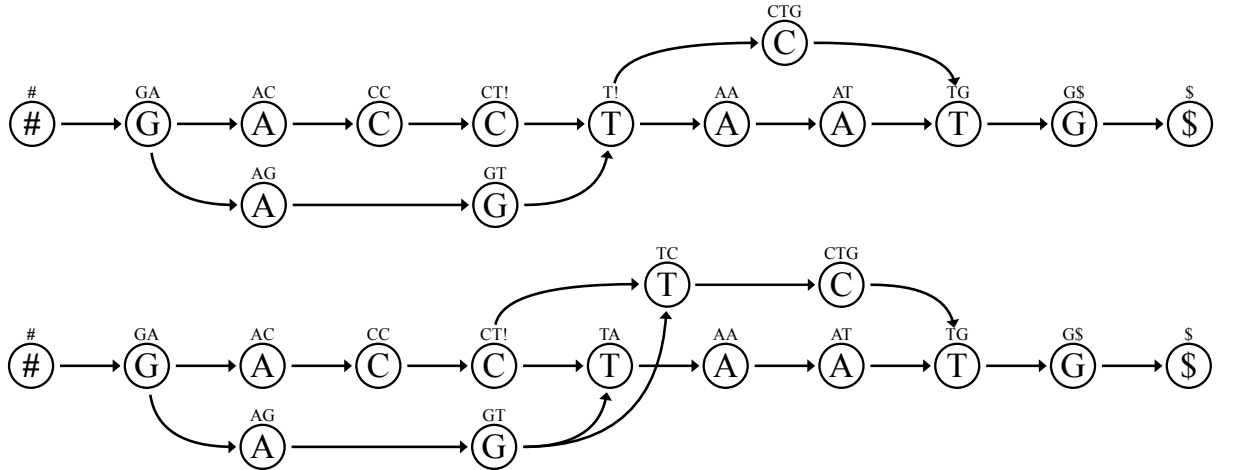 CTG
C
# GA AC CC CT! T! AA AT TG G$ $
# G A C C T A A T G $
AG GT
A G
TC CTG
T C
# GA AC CC CT! TA AA AT TG G$ $
# G A C C T A A T G $
AG GT
A G